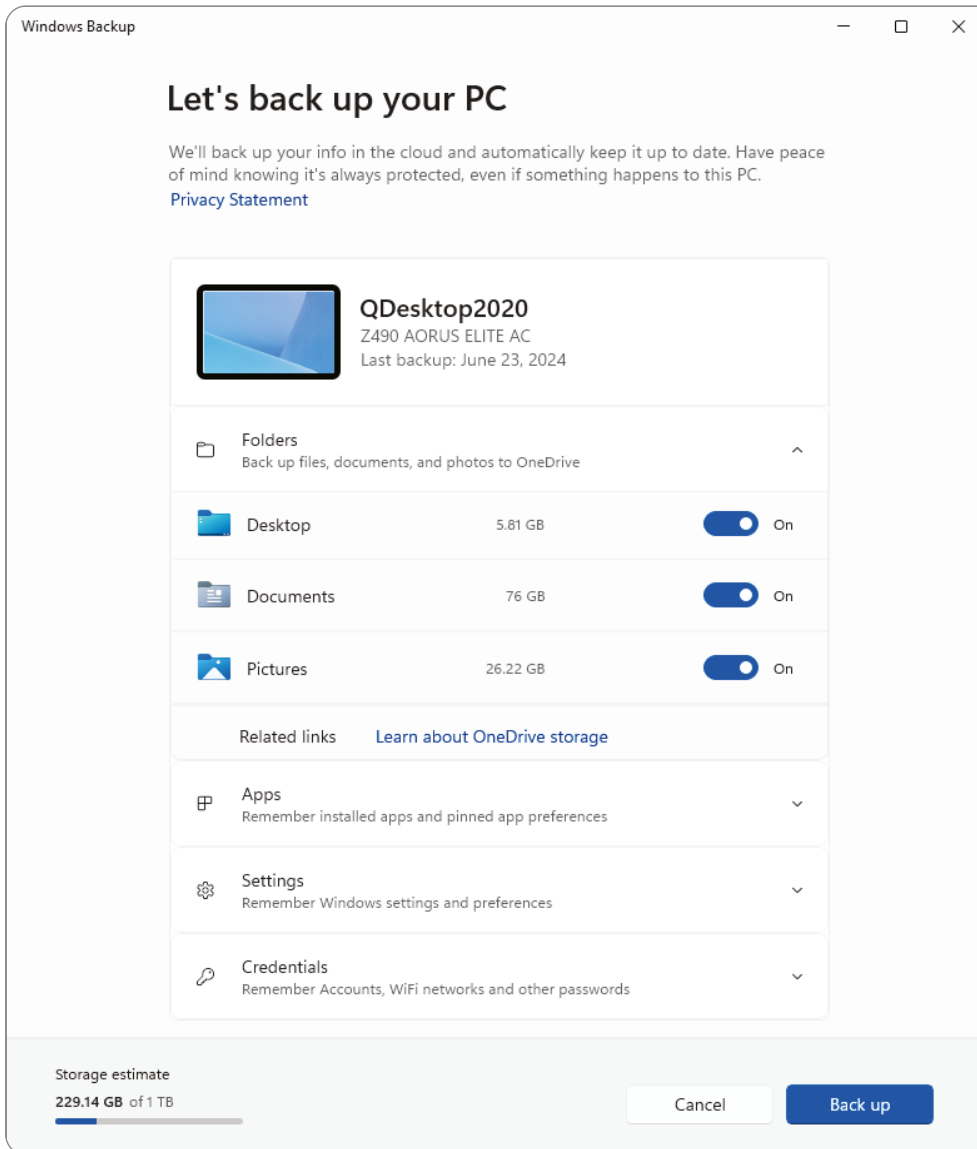 Windows Backup
Let's back up your PC
We'll back up your info in the cloud and automatically keep it up to date. Have peace
of mind knowing it's always protected, even if something happens to this PC.
Privacy Statement
QDesktop2020
Z490 AORUS ELITE AC
Last backup: June 23, 2024
Folders
Back up files, documents, and photos to OneDrive
Desktop 5.81 GB On
Documents 76 GB On
Pictures 26.22 GB On
Related links Learn about OneDrive storage
Apps
Remember installed apps and pinned app preferences
Settings
Remember Windows settings and preferences
Credentials
Remember Accounts, WiFi networks and other passwords
Storage estimate
229.14 GB of 1 TB
Cancel Back up